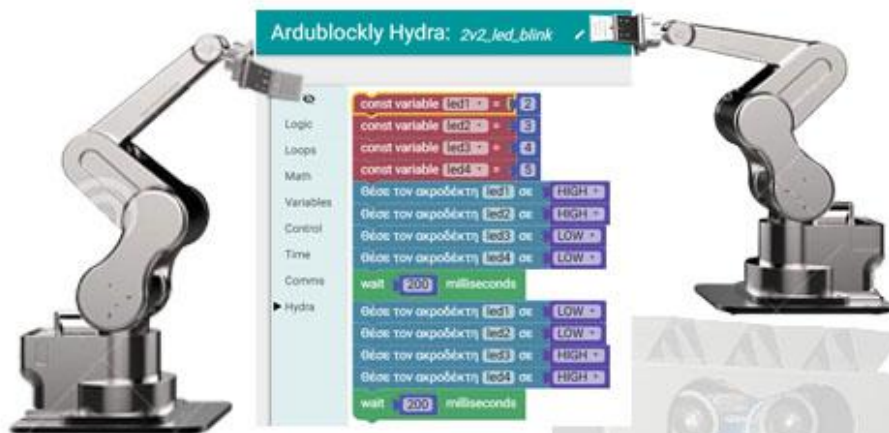 Ardublockly Hydra: 2v2_led_blink
Logic
Loops
Math
Variables
Control
Time
Comms
Hydra
const variable led1 = 2
const variable led2 = 3
const variable led3 = 4
const variable led4 = 5
Θέσε τον ακροδέκτη led1 σε HIGH
Θέσε τον ακροδέκτη led2 σε HIGH
Θέσε τον ακροδέκτη led3 σε LOW
Θέσε τον ακροδέκτη led4 σε LOW
wait 200 milliseconds
Θέσε τον ακροδέκτη led1 σε LOW
Θέσε τον ακροδέκτη led2 σε LOW
Θέσε τον ακροδέκτη led3 σε HIGH
Θέσε τον ακροδέκτη led4 σε HIGH
wait 200 milliseconds